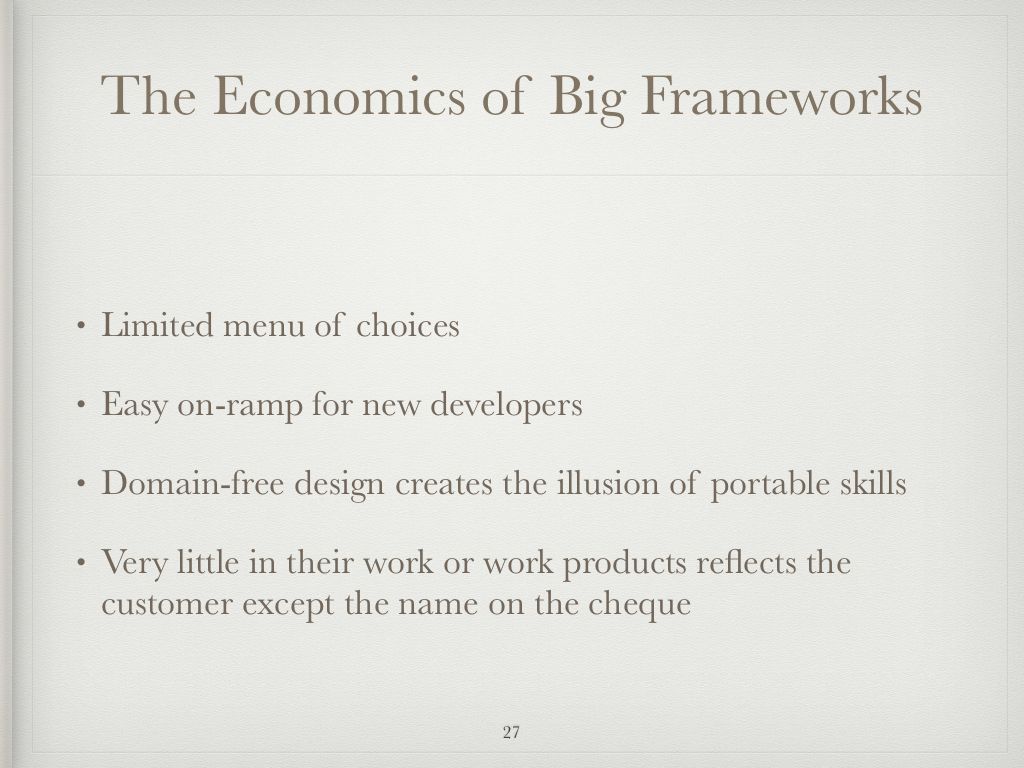 The Economics of Big Frameworks
• Limited menu of choices
• Easy on-ramp for new developers
• Domain-free design creates the illusion of portable skills
• Very little in their work or work products reflects the
customer except the name on the cheque
27